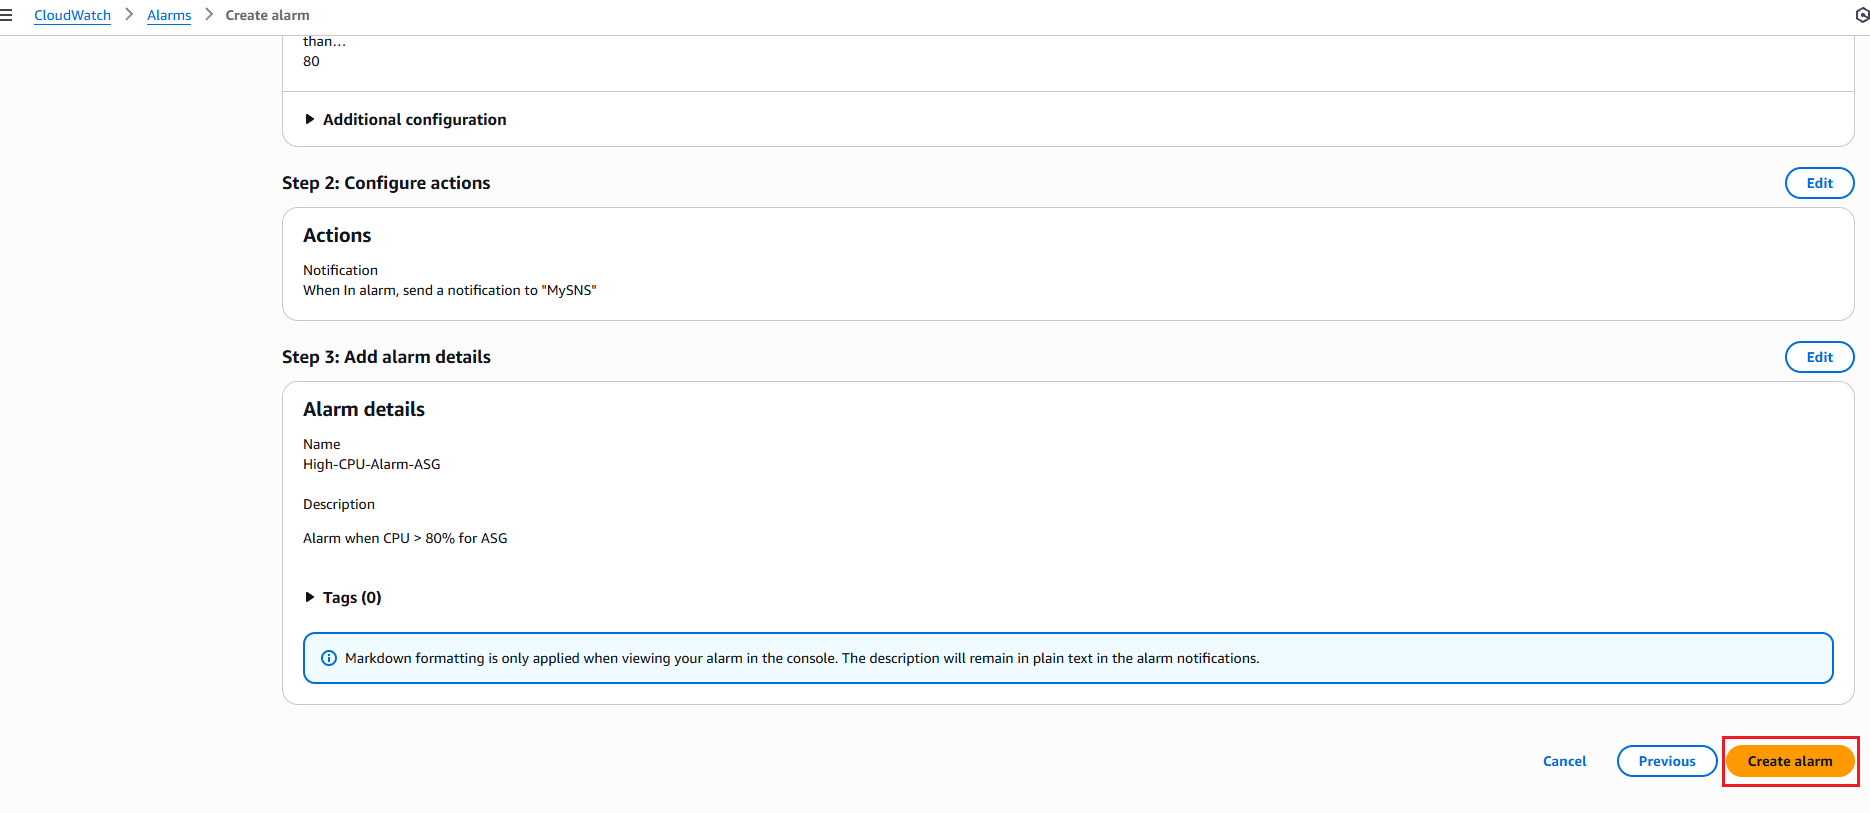 CloudWatch > Alarms > Create alarm
than...
80
Additional configuration
Step 2: Configure actions
Edit
Actions
Notification
When In alarm, send a notification to "MySNS"
Step 3: Add alarm details
Edit
Alarm details
Name
High-CPU-Alarm-ASG
Description
Alarm when CPU > 80% for ASG
Tags (0)
Markdown formatting is only applied when viewing your alarm in the console. The description will remain in plain text in the alarm notifications.
Cancel
Previous
Create alarm